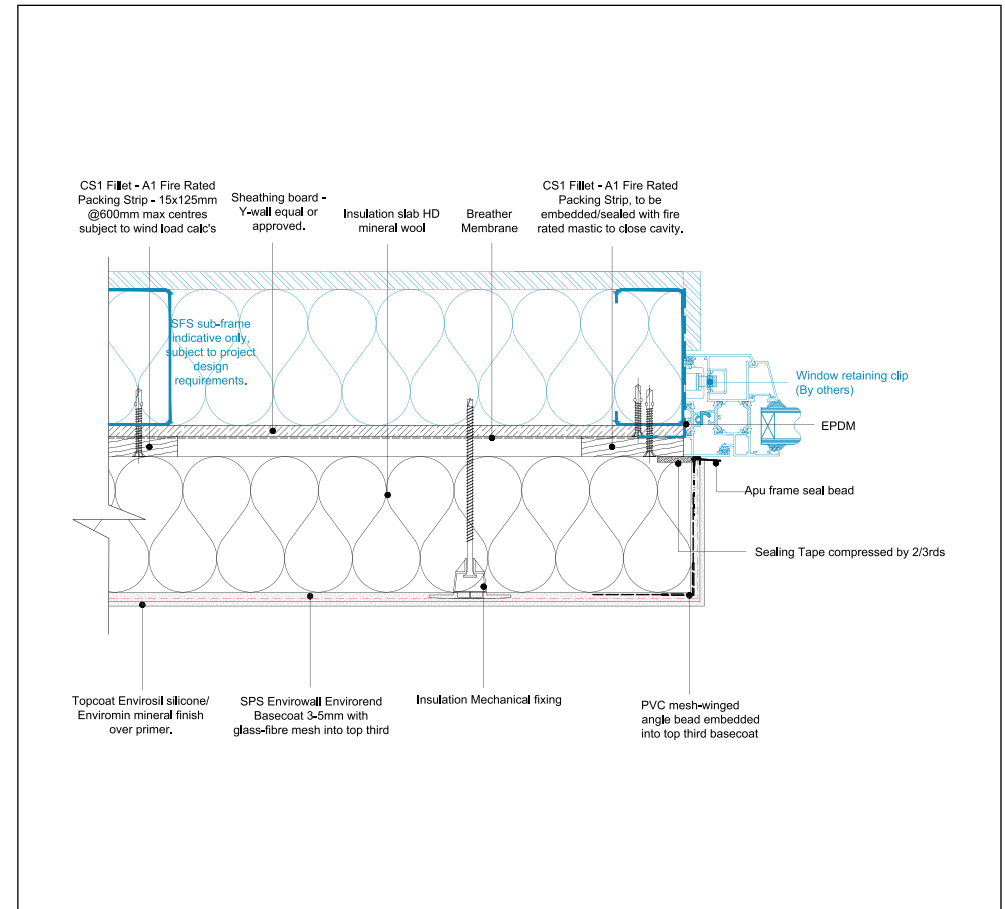 CS1 Fillet - A1 Fire Rated
Packing Strip - 15x125mm
@600mm max centres
subject to wind load calc's
Sheathing board -
Y-wall equal or
approved.
Insulation slab HD
mineral wool
Breather
Membrane
CS1 Fillet - A1 Fire Rated
Packing Strip, to be
embedded/sealed with fire
rated mastic to close cavity.
SFS sub-frame
indicative only,
subject to project
design
requirements.
Window retaining clip
(By others)
EPDM
Apu frame seal bead
Sealing Tape compressed by 2/3rds
Topcoat Envirosil silicone/
Enviromin mineral finish
over primer.
SPS Envirowall Envirorend
Basecoat 3-5mm with
glass-fibre mesh into top third
Insulation Mechanical fixing
PVC mesh-winged
angle bead embedded
into top third basecoat